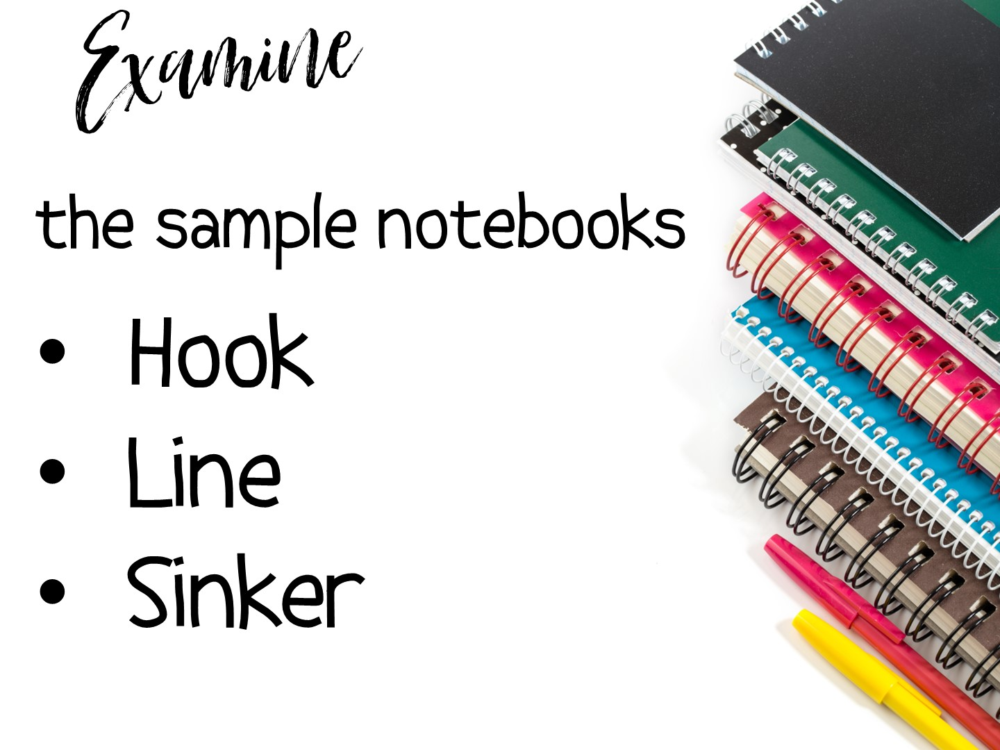 Examine
the sample notebooks
• Hook
• Line
• Sinker